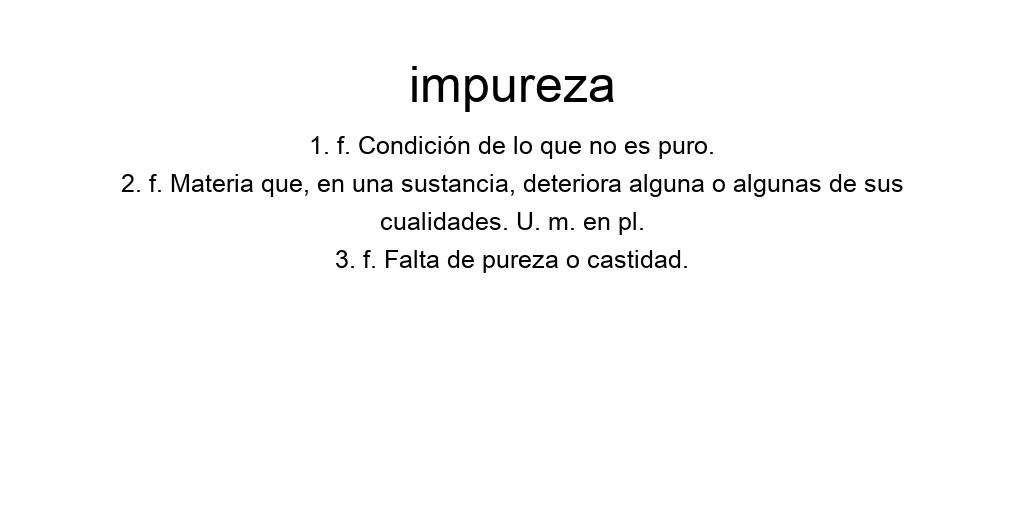 impureza
1. f. Condición de lo que no es puro.
2. f. Materia que, en una sustancia, deteriora alguna o algunas de sus
cualidades. U. m. en pl.
3. f. Falta de pureza o castidad.